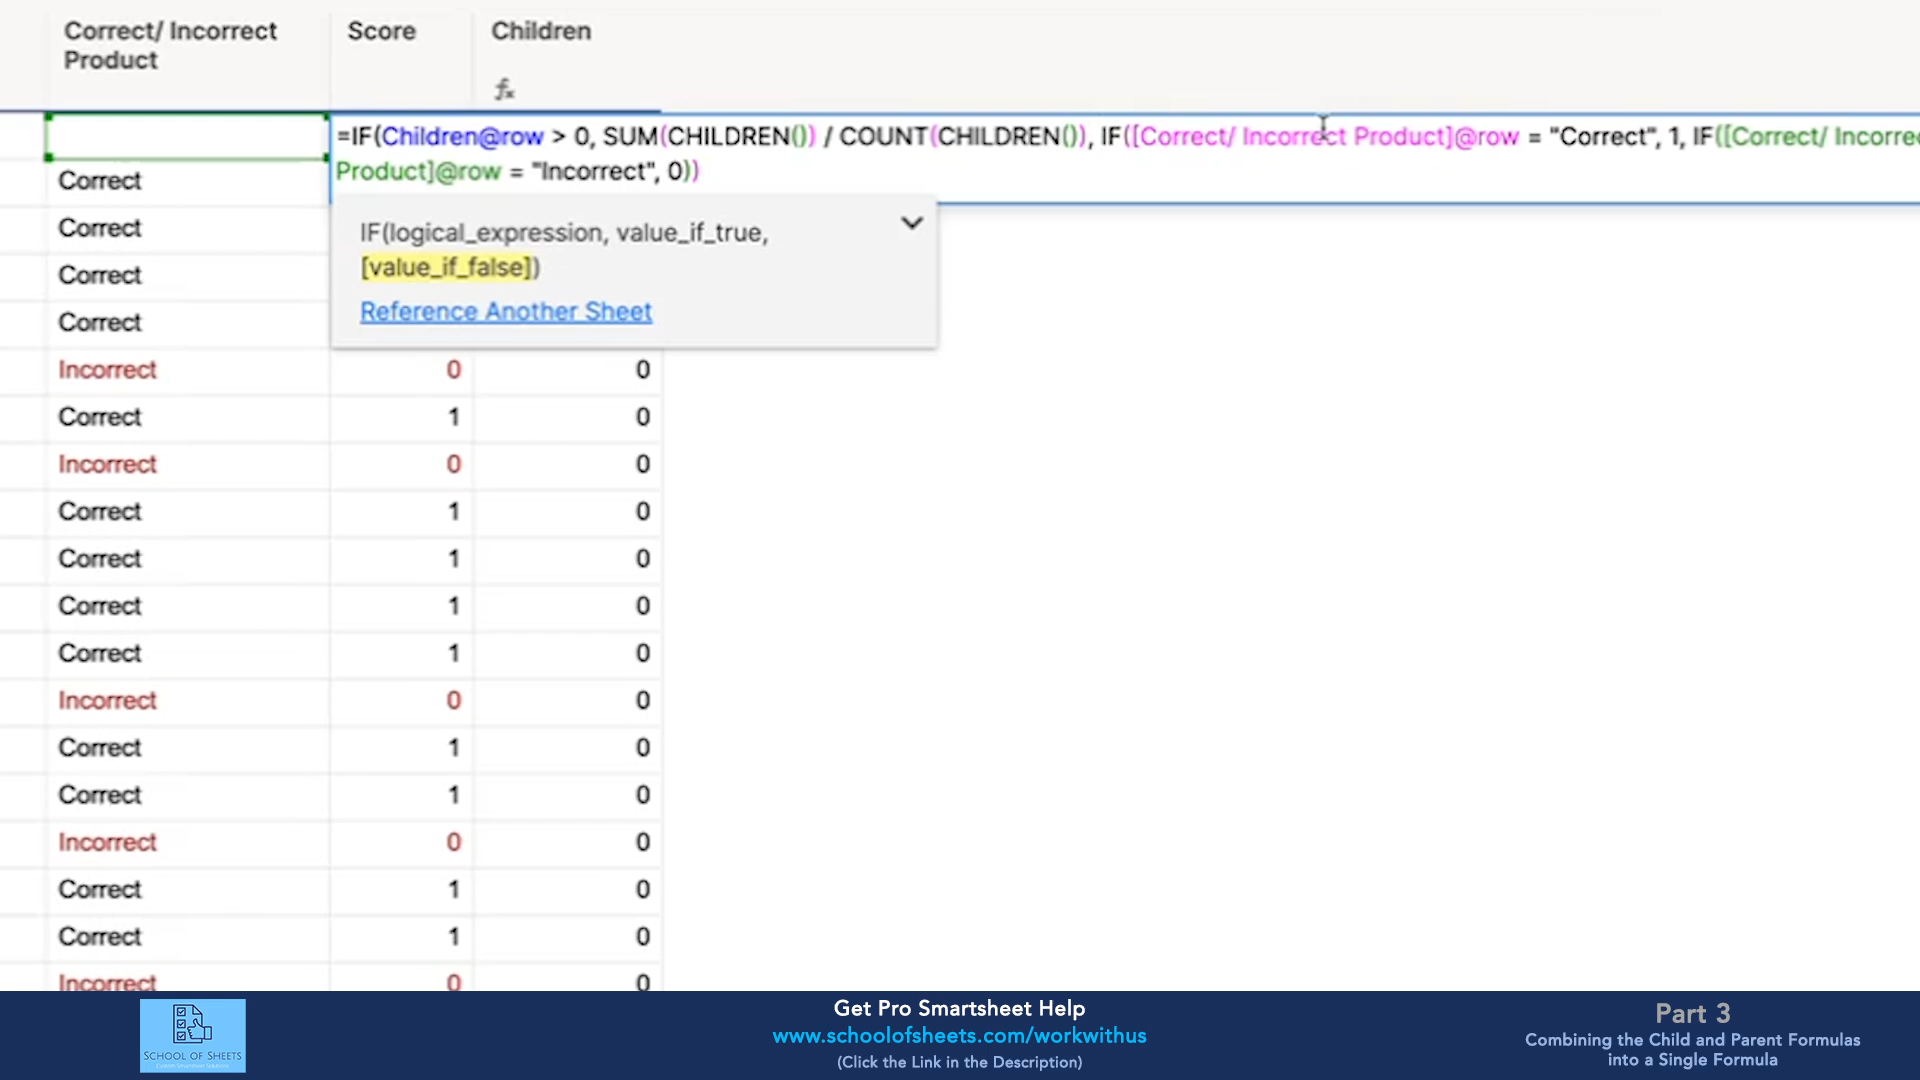 Correct/ Incorrect
Product
Score
Children
fx
=IF(Children@row > 0, SUM(CHILDREN()) / COUNT(CHILDREN()), IF([Correct/ Incorrect Product]@row = "Correct", 1, IF([Correct/ Incorre
Product]@row = "Incorrect", 0))
IF(logical_expression, value_if_true,
[value_if_false])
Reference Another Sheet
Correct
Correct
Correct
Correct
Incorrect 0 0
Correct 1 0
Incorrect 0 0
Correct 1 0
Correct 1 0
Correct 1 0
Correct 1 0
Incorrect 0 0
Correct 1 0
Correct 1 0
Incorrect 0 0
Correct 1 0
Correct 1 0
Incorrect 0 0
SCHOOL OF SHEETS
Get Pro Smartsheet Help
www.schoolofsheets.com/workwithus
(Click the Link in the Description)
Part 3
Combining the Child and Parent Formulas
into a Single Formula